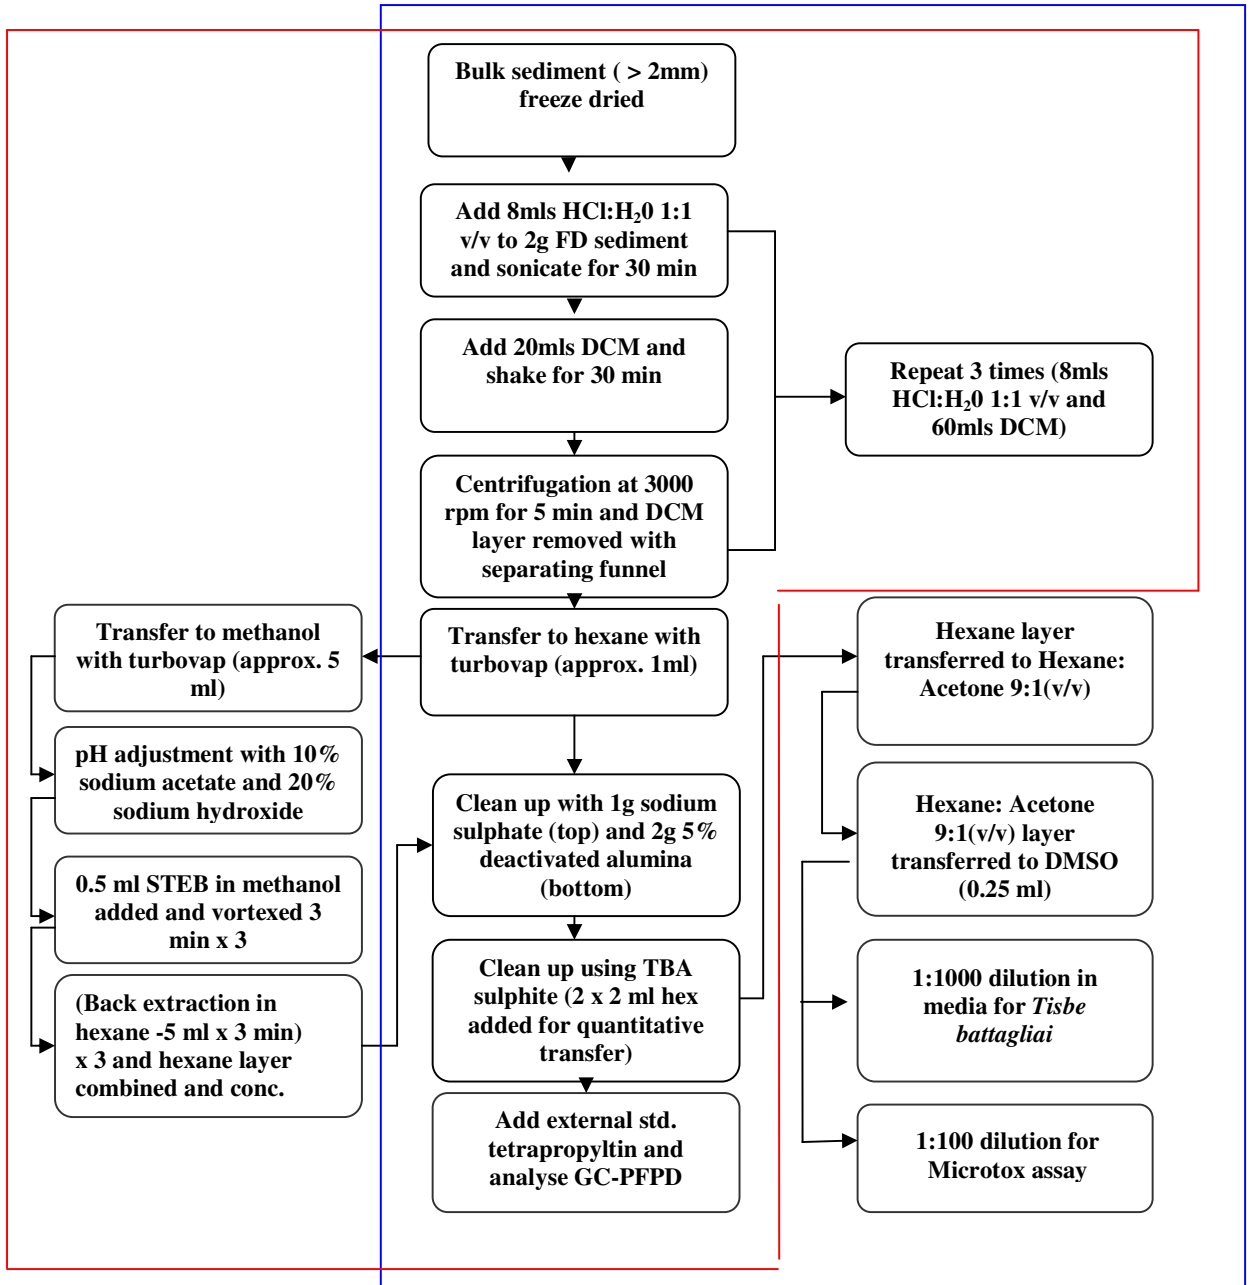 Bulk sediment ( > 2mm)
freeze dried
Add 8mls HCl:H₂0 1:1
v/v to 2g FD sediment
and sonicate for 30 min
Add 20mls DCM and
shake for 30 min
Repeat 3 times (8mls
HCl:H₂0 1:1 v/v and
60mls DCM)
Centrifugation at 3000
rpm for 5 min and DCM
layer removed with
separating funnel
Transfer to hexane with
turbovap (approx. 1ml)
Transfer to methanol
with turbovap (approx. 5
ml)
pH adjustment with 10%
sodium acetate and 20%
sodium hydroxide
0.5 ml STEB in methanol
added and vortexed 3
min x 3
(Back extraction in
hexane -5 ml x 3 min)
x 3 and hexane layer
combined and conc.
Clean up with 1g sodium
sulphate (top) and 2g 5%
deactivated alumina
(bottom)
Clean up using TBA
sulphite (2 x 2 ml hex
added for quantitative
transfer)
Add external std.
tetrapropyltin and
analyse GC-PFPD
Hexane layer
transferred to Hexane:
Acetone 9:1(v/v)
Hexane: Acetone
9:1(v/v) layer
transferred to DMSO
(0.25 ml)
1:1000 dilution in
media for Tisbe
battagliai
1:100 dilution for
Microtox assay